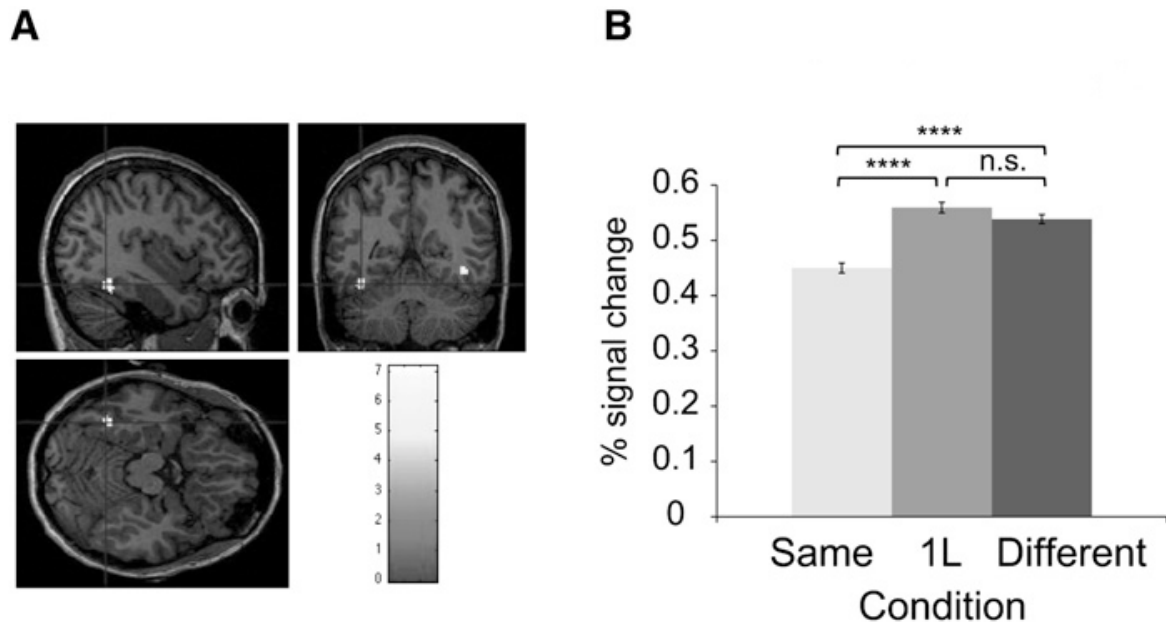 A
B
7
6
5
4
3
2
1
0
****
**** n.s.
0.6
0.5
0.4
0.3
0.2
0.1
0
% signal change
Same 1L Different
Condition